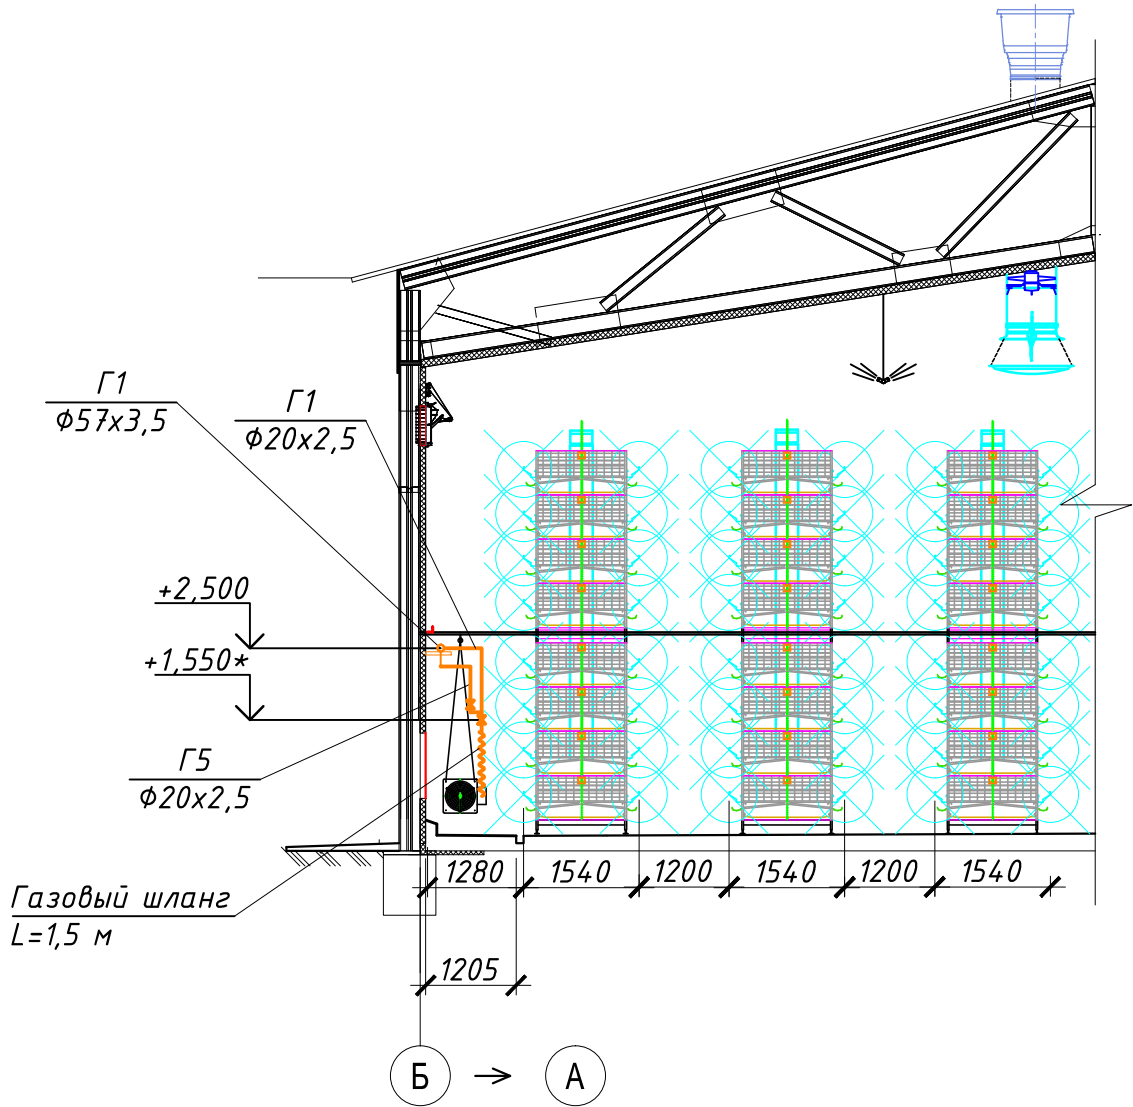 Г1
Ф57х3,5
Г1
Ф20х2,5
+2,500
+1,550*
Г5
Ф20х2,5
Газовый шланг
L=1,5 м
1280
1540
1200
1540
1200
1540
1205
Б
А